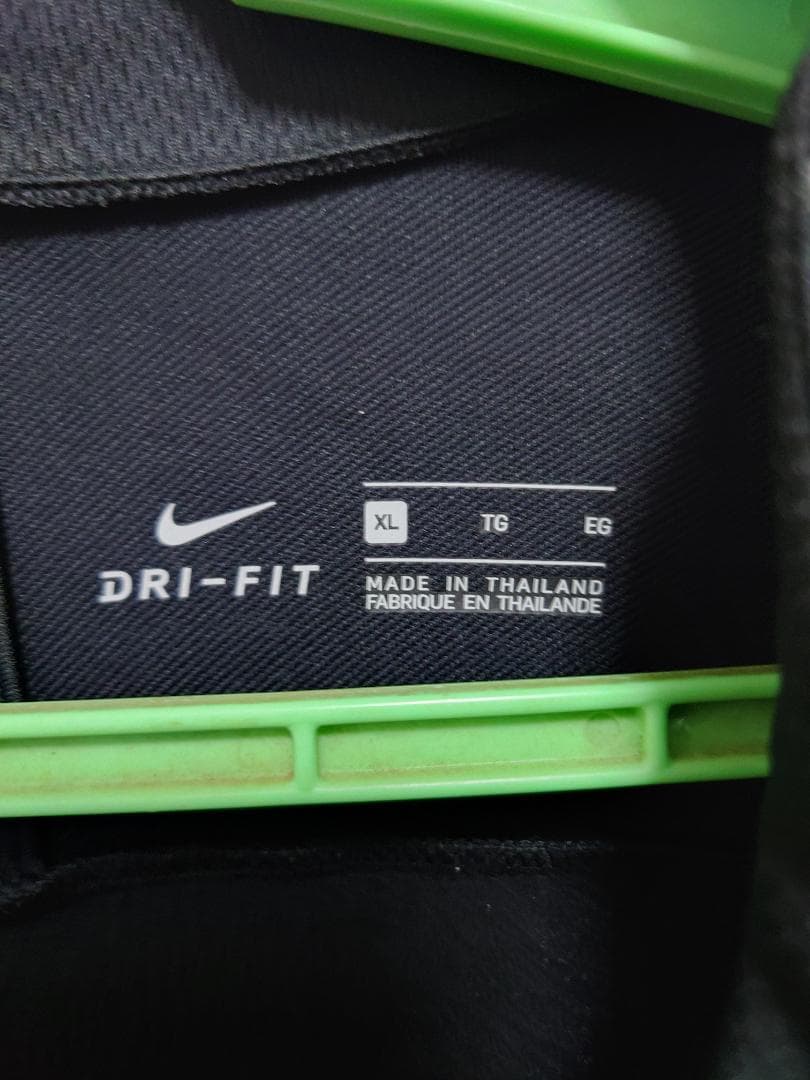 DRI-FIT
XL TG EG
MADE IN THAILAND
FABRIQUE EN THAILANDE